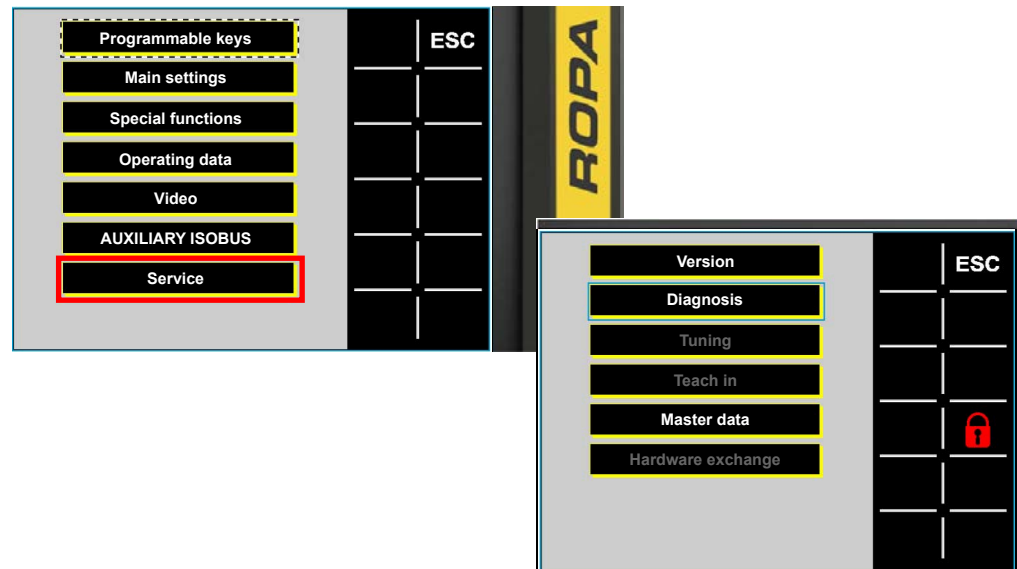 Programmable keys
ESC
Main settings
Special functions
Operating data
Video
AUXILIARY ISOBUS
Service
ROPA
Version
ESC
Diagnosis
Tuning
Teach in
Master data
Hardware exchange